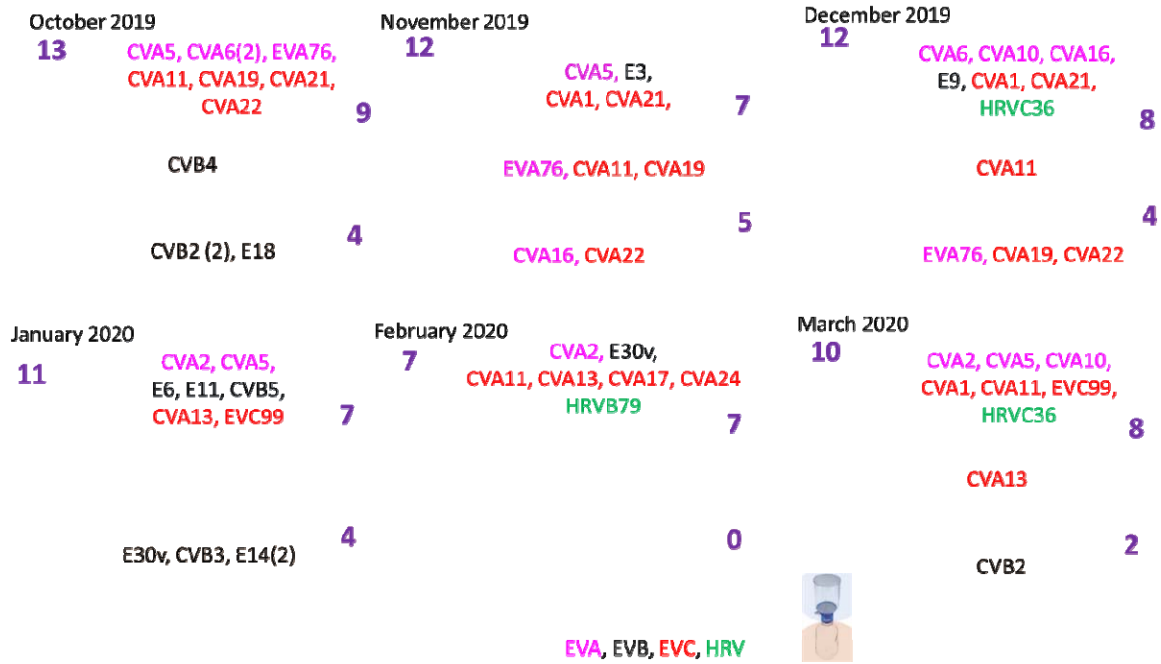 October 2019
13
CVA5, CVA6(2), EVA76,
CVA11, CVA19, CVA21,
CVA22
9
CVB4
4
CVB2 (2), E18
November 2019
12
CVA5, E3,
CVA1, CVA21,
7
EVA76, CVA11, CVA19
5
CVA16, CVA22
December 2019
12
CVA6, CVA10, CVA16,
E9, CVA1, CVA21,
HRVC36
8
CVA11
4
EVA76, CVA19, CVA22
January 2020
11
CVA2, CVA5,
E6, E11, CVB5,
CVA13, EVC99
7
4
E30v, CVB3, E14(2)
February 2020
7
CVA2, E30v,
CVA11, CVA13, CVA17, CVA24
HRVB79
7
0
March 2020
10
CVA2, CVA5, CVA10,
CVA1, CVA11, EVC99,
HRVC36
8
CVA13
2
CVB2
EVA, EVB, EVC, HRV